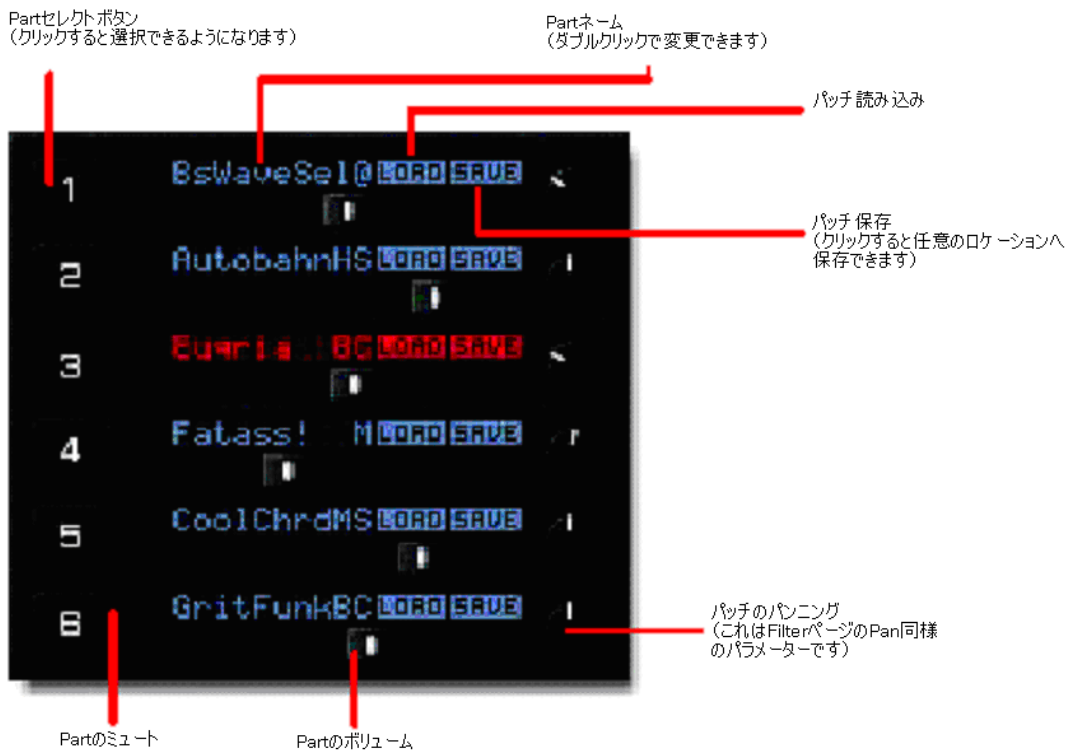 Partセレクトボタン
（クリックすると選択できるようになります）
Partネーム
（ダブルクリックで変更できます）
パッチ読み込み
1 BsWaveSel@ LOAD SAVE
パッチ保存
（クリックすると任意のロケーションへ
保存できます）
2 AutobahnHS LOAD SAVE
3 BG LOAD SAVE
4 Fatass! M LOAD SAVE
5 CoolChrdMS LOAD SAVE
6 GritFunkBC LOAD SAVE
パッチのパンニング
（これはFilterページのPan同様
のパラメーターです）
Partのミュート
Partのボリューム